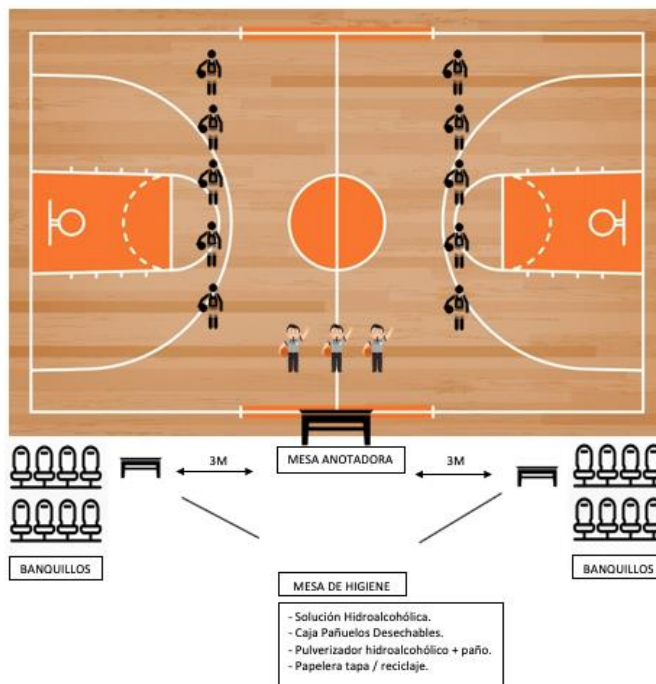 3M
MESA ANOTADORA
3M
BANQUILLOS
BANQUILLOS
MESA DE HIGIENE
- Solución Hidroalcohólica.
- Caja Pañuelos Desechables.
- Pulverizador hidroalcohólico + paño.
- Papelera tapa / reciclaje.